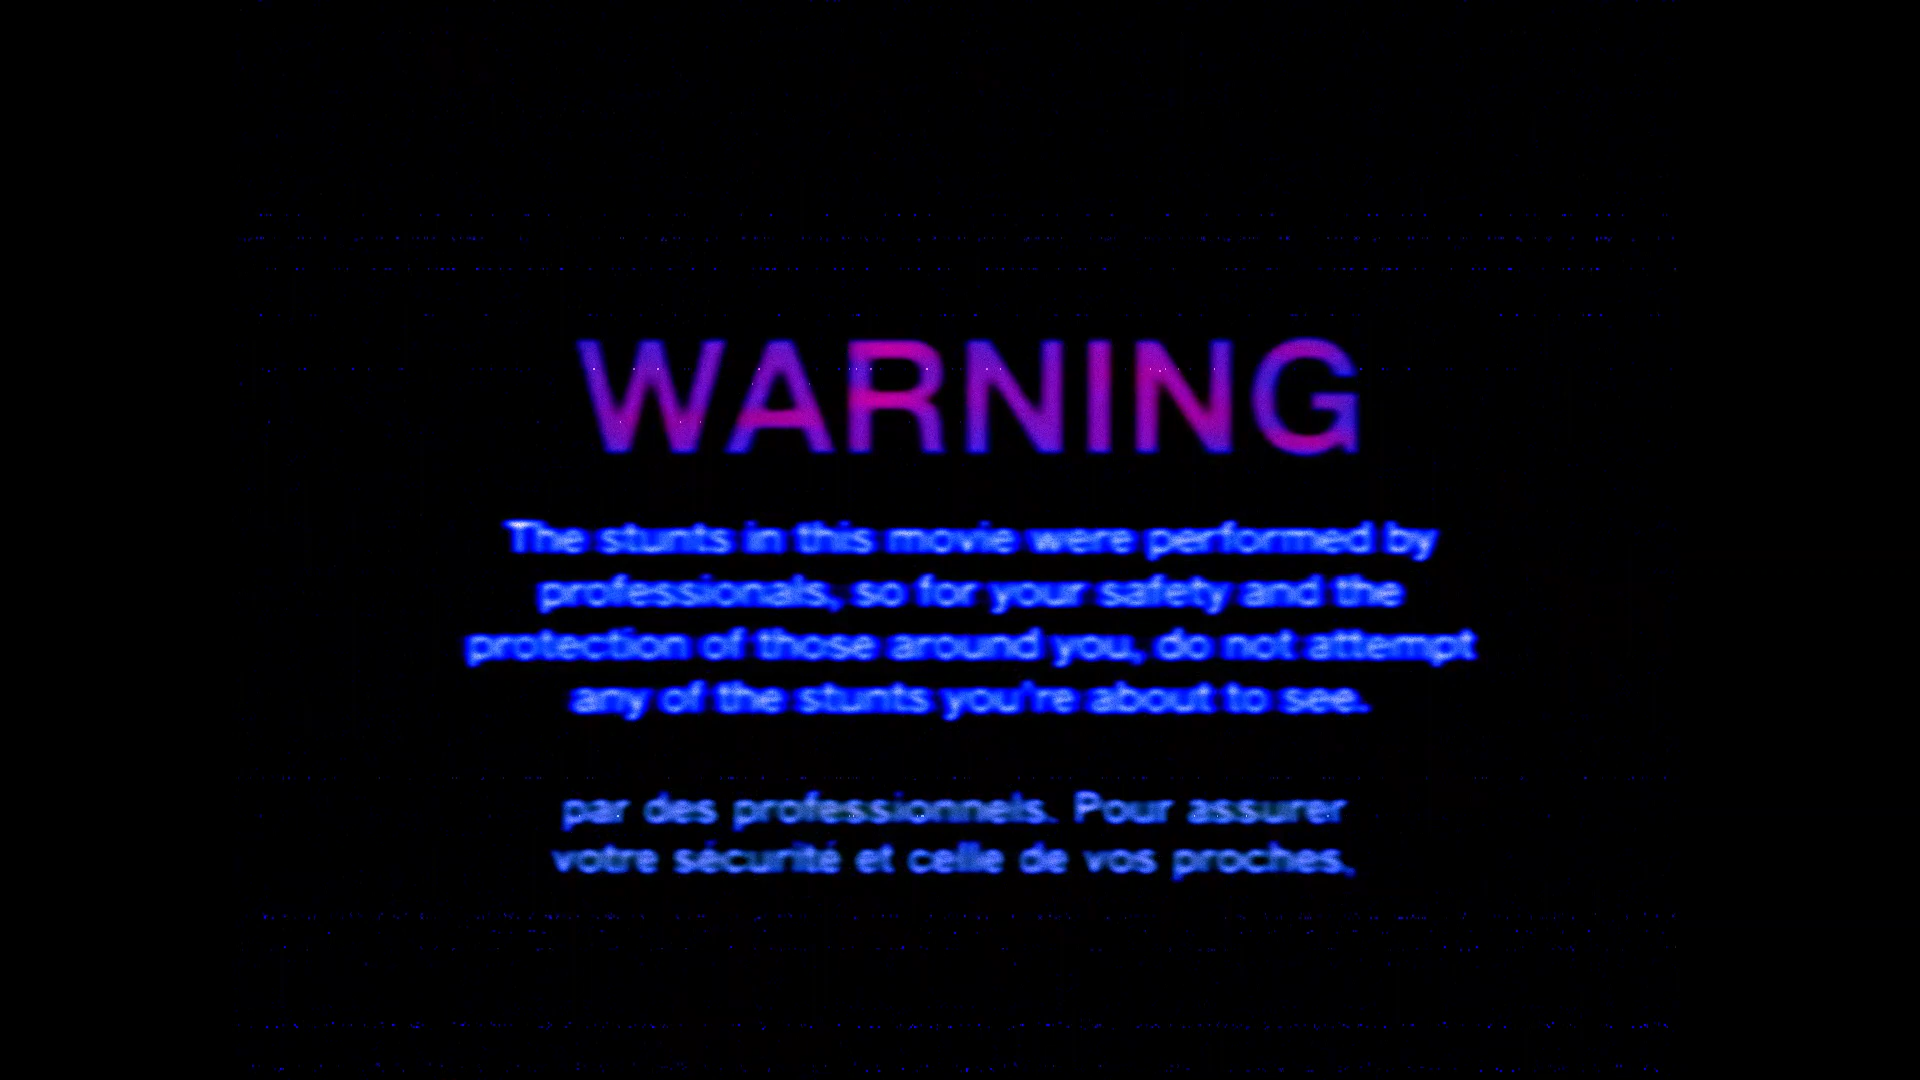 WARNING
The stunts in this movie were performed by
professionals, so for your safety and the
protection of those around you, do not attempt
any of the stunts you're about to see.
par des professionnels. Pour assurer
votre sécurité et celle de vos proches,